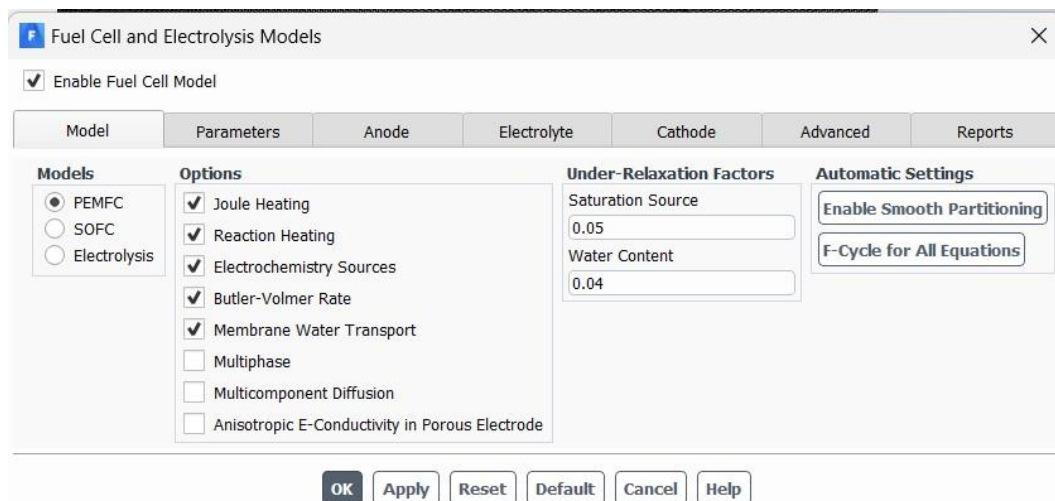 F Fuel Cell and Electrolysis Models
Enable Fuel Cell Model
Model Parameters Anode Electrolyte Cathode Advanced Reports
Models
PEMFC
SOFC
Electrolysis
Options
Joule Heating
Reaction Heating
Electrochemistry Sources
Butler-Volmer Rate
Membrane Water Transport
Multiphase
Multicomponent Diffusion
Anisotropic E-Conductivity in Porous Electrode
Under-Relaxation Factors
Saturation Source
0.05
Water Content
0.04
Automatic Settings
Enable Smooth Partitioning
F-Cycle for All Equations
OK Apply Reset Default Cancel Help